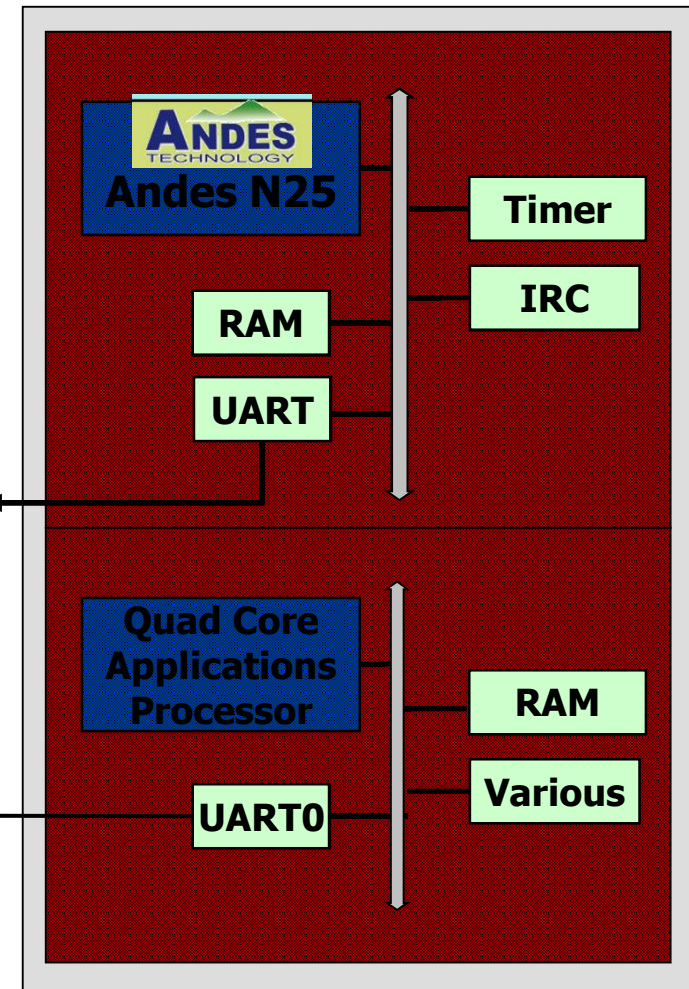 ANDES
TECHNOLOGY
Andes N25
Timer
IRC
RAM
UART
Quad Core
Applications
Processor
RAM
Various
UART0